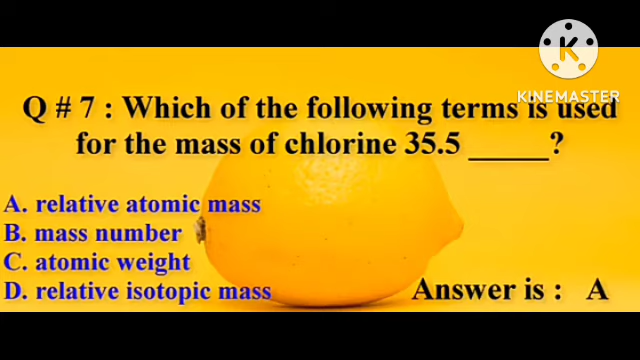 KINEMASTER
Q # 7 : Which of the following terms is used
for the mass of chlorine 35.5 _____?
A. relative atomic mass
B. mass number
C. atomic weight
D. relative isotopic mass
Answer is : A